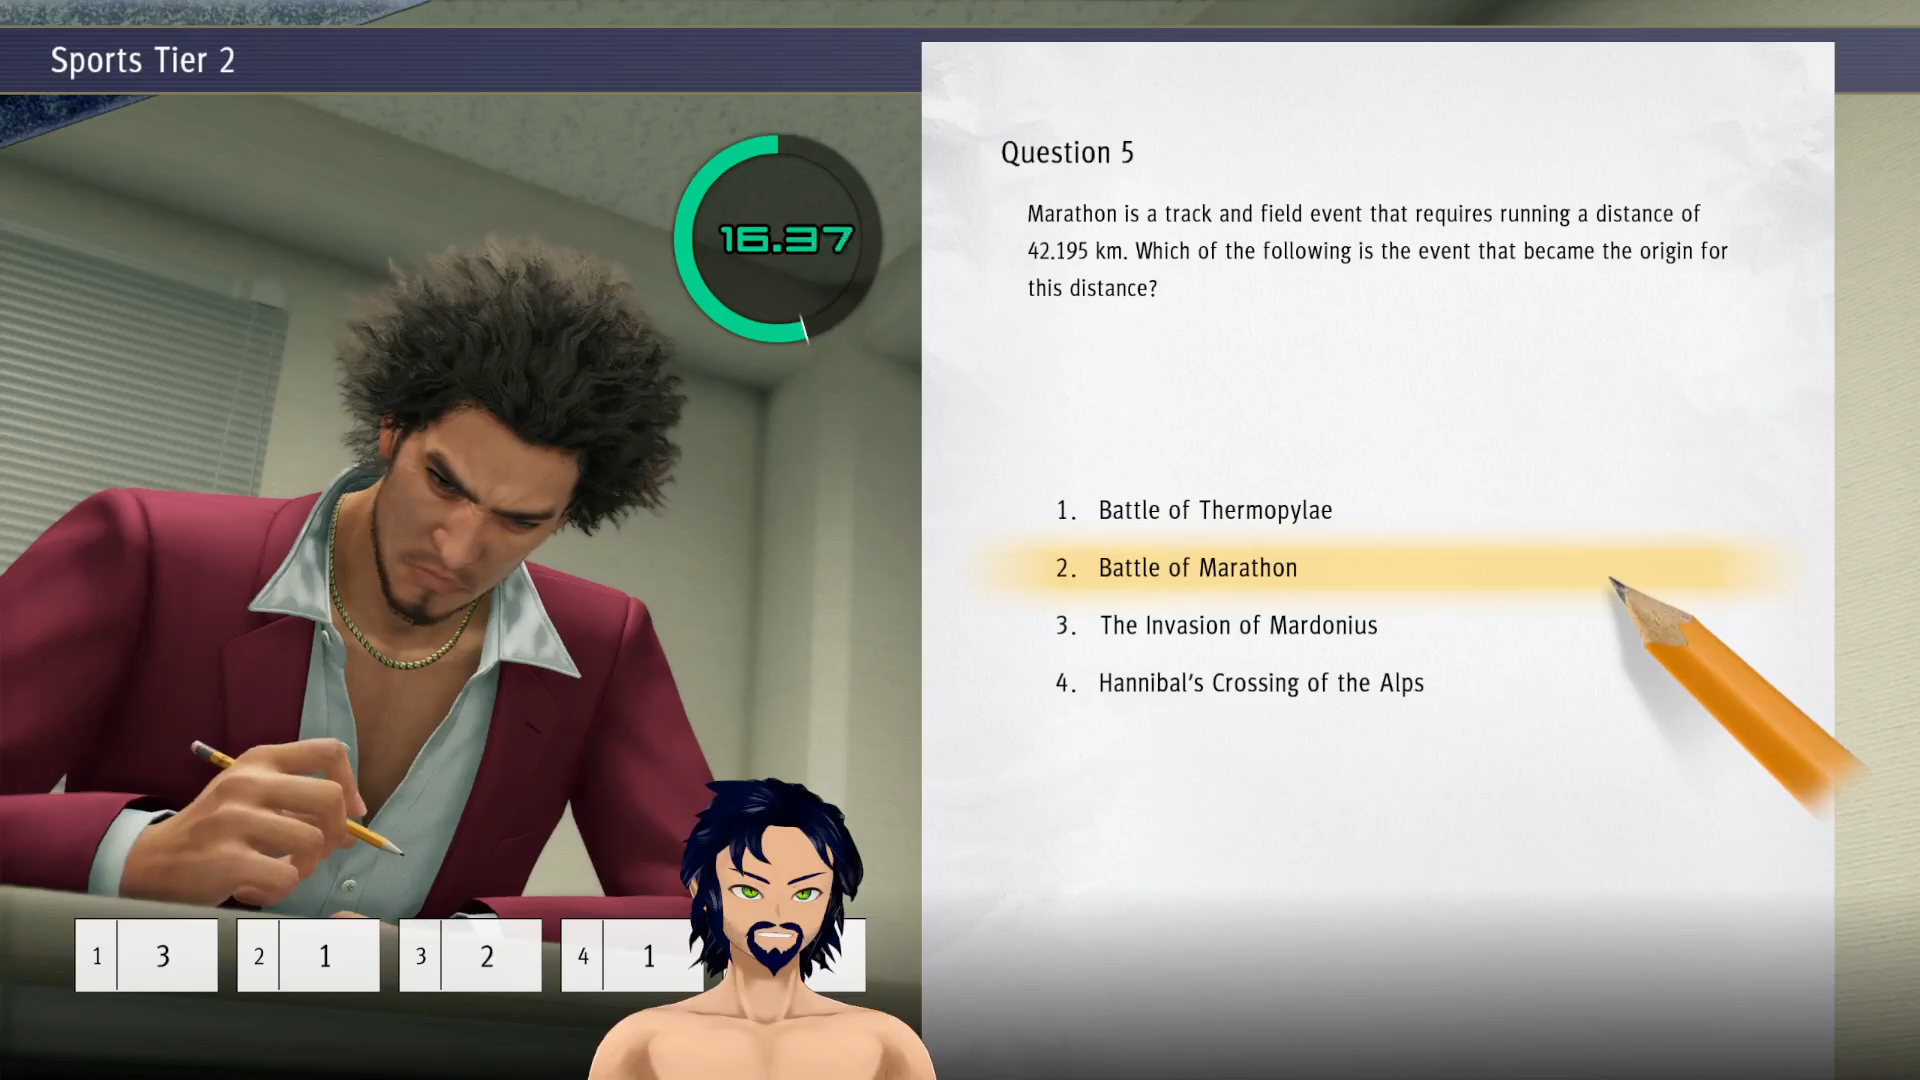 Sports Tier 2
16.37
Question 5
Marathon is a track and field event that requires running a distance of
42.195 km. Which of the following is the event that became the origin for
this distance?
1. Battle of Thermopylae
2. Battle of Marathon
3. The Invasion of Mardonius
4. Hannibal's Crossing of the Alps
1 3 2 1 3 2 4 1